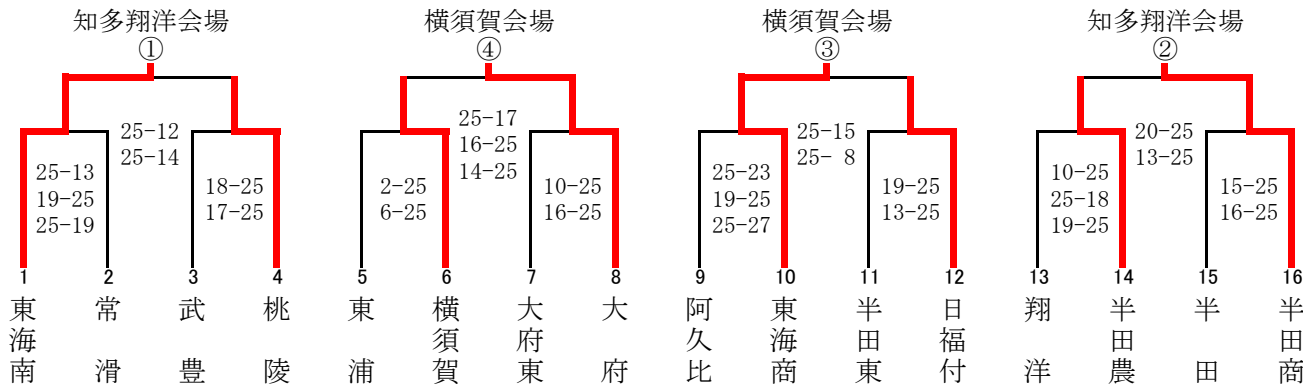 知多翔洋会場
①
25-12
25-14
25-13
19-25
25-19
18-25
17-25
1 2 3 4
東海南
常滑
武豊
桃陵
横須賀会場
④
25-17
16-25
14-25
2-25
6-25
10-25
16-25
5 6 7 8
東浦
横須賀
大府東
大府
横須賀会場
③
25-15
25- 8
25-23
19-25
25-27
19-25
13-25
9 10 11 12
阿久比
東海商
半田東
日福付
知多翔洋会場
②
20-25
13-25
10-25
25-18
19-25
15-25
16-25
13 14 15 16
翔洋
半田農
半田
半田商